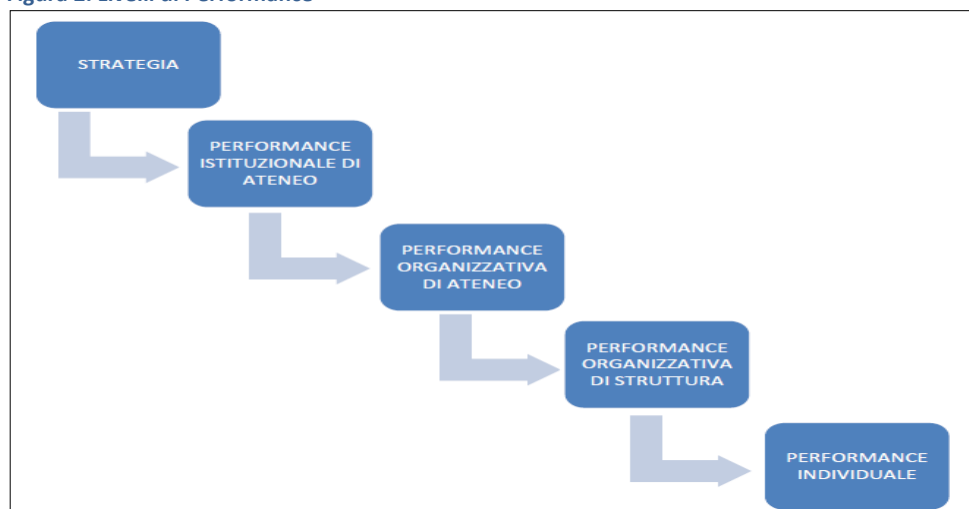 STRATEGIA
PERFORMANCE
ISTITUZIONALE DI
ATENEO
PERFORMANCE
ORGANIZZATIVA
DI ATENEO
PERFORMANCE
ORGANIZZATIVA
DI STRUTTURA
PERFORMANCE
INDIVIDUALE